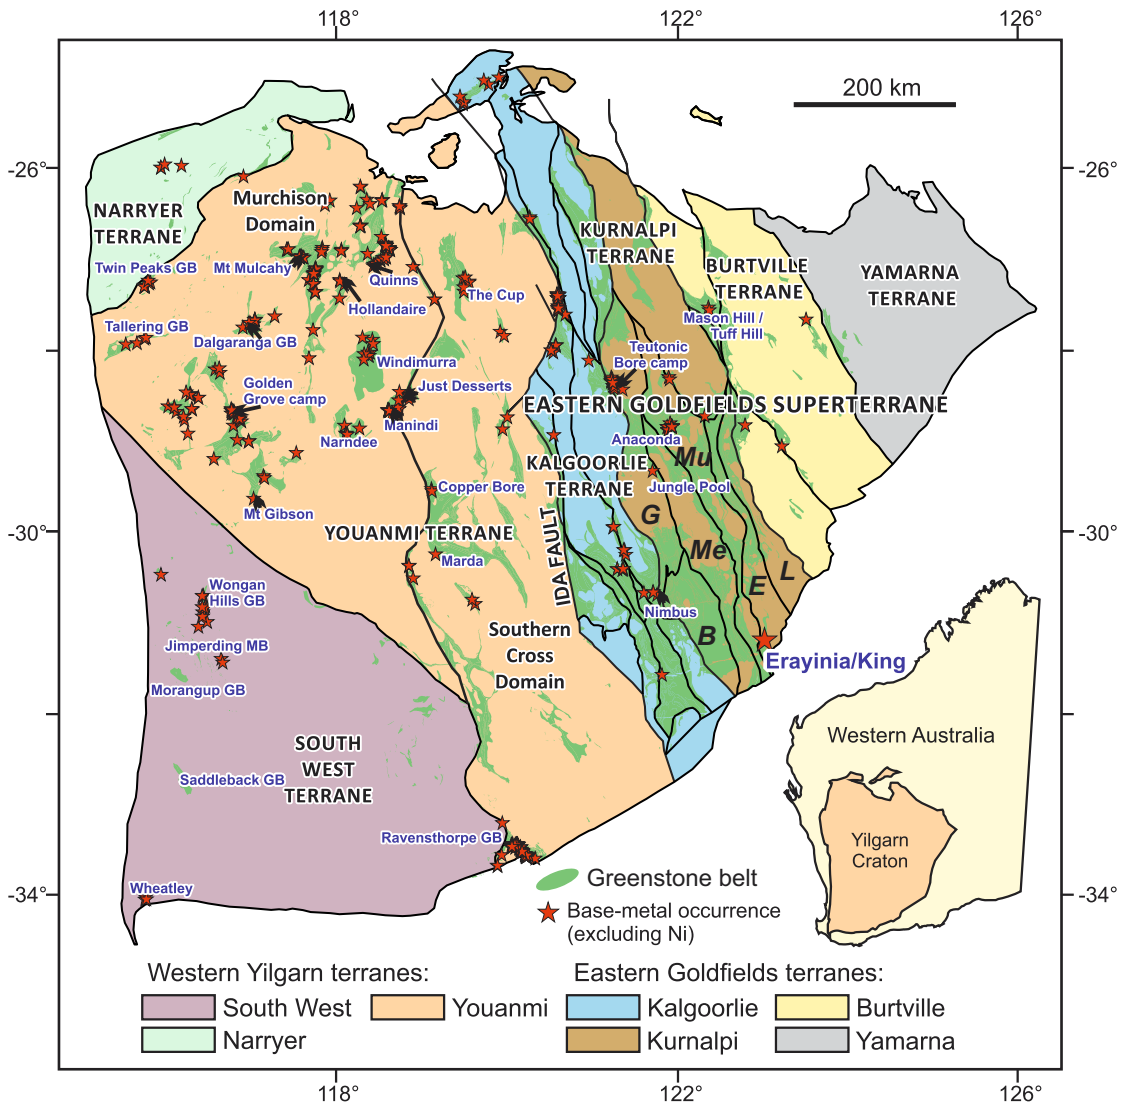 118°
122°
126°
200 km
-26°
-26°
NARRYER
TERRANE
Murchison
Domain
KURNALPI
TERRANE
BURTVILLE
TERRANE
YAMARNA
TERRANE
Twin Peaks GB
Mt Mulcahy
Quinns
The Cup
Hollandaire
Mason Hill /
Tuff Hill
Tallering GB
Dalgaranga GB
Windimurra
Teutonic
Bore camp
Golden
Grove camp
Just Desserts
EASTERN GOLDFIELDS SUPERTERRANE
Manindi
Narndee
Anaconda
KALGOORLIE
TERRANE
Mu
Copper Bore
Jungle Pool
Mt Gibson
G
-30°
-30°
YOUANMI TERRANE
IDA FAULT
Me
Marda
L
E
Wongan
Hills GB
Nimbus
Southern
Cross
Domain
B
Jimperding MB
Erayinia/King
Morangup GB
SOUTH
WEST
TERRANE
Western Australia
Saddleback GB
Ravensthorpe GB
Yilgarn
Craton
Wheatley
-34°
-34°
Greenstone belt
Base-metal occurrence
(excluding Ni)
Western Yilgarn terranes:
Eastern Goldfields terranes:
South West
Youanmi
Kalgoorlie
Burtville
Narryer
Kurnalpi
Yamarna
118°
122°
126°